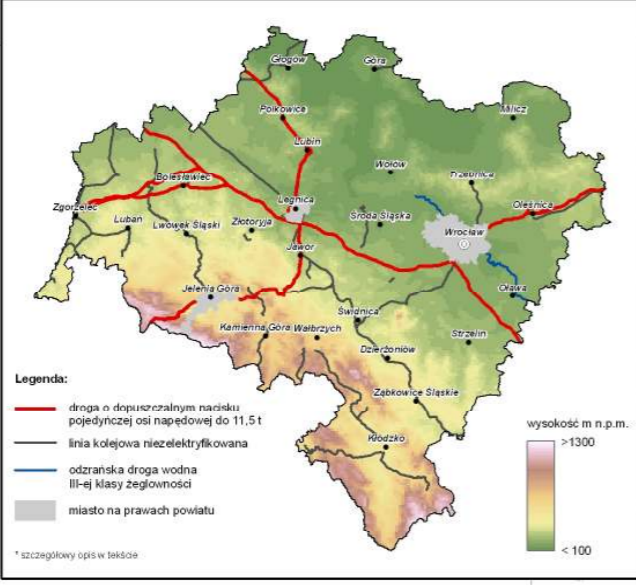 Głogów
Góra
Polkowice
Milicz
Lubin
Wołów
Trzebnica
Bolesławiec
Oleśnica
Zgorzelec
Legnica
Lubań
Lwówek Śląski
Złotoryja
Środa Śląska
Wrocław
Jawor
Jelenia Góra
Oława
Świdnica
Kamienna Góra
Wałbrzych
Strzelin
Dzierżoniów
Ząbkowice Śląskie
Kłodzko
Legenda:
droga o dopuszczalnym nacisku
pojedyńczej osi napędowej do 11,5 t
linia kolejowa niezelektryfikowana
odrzańska droga wodna
III-ej klasy żeglowności
miasto na prawach powiatu
* szczegółowy opis w tekście
wysokość m n.p.m.
>1300
< 100